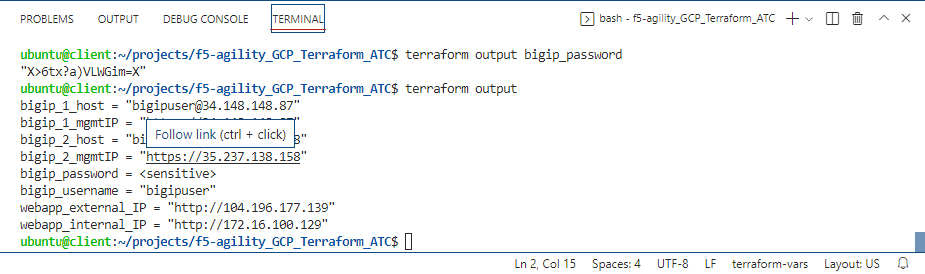 PROBLEMS OUTPUT DEBUG CONSOLE TERMINAL bash - f5-agility_GCP_Terraform_ATC
ubuntu@client:~/projects/f5-agility_GCP_Terraform_ATC$ terraform output bigip_password
"X>6tx?a)VLWGim=X"
ubuntu@client:~/projects/f5-agility_GCP_Terraform_ATC$ terraform output
bigip_1_host = "bigipuser@34.148.148.87"
bigip_1_mgmtIP =
Follow link (ctrl + click)
bigip_2_host = "bi 8"
bigip_2_mgmtIP = "https://35.237.138.158"
bigip_password = <sensitive>
bigip_username = "bigipuser"
webapp_external_IP = "http://104.196.177.139"
webapp_internal_IP = "http://172.16.100.129"
ubuntu@client:~/projects/f5-agility_GCP_Terraform_ATC$
Ln 2, Col 15 Spaces: 4 UTF-8 LF terraform-vars Layout: US